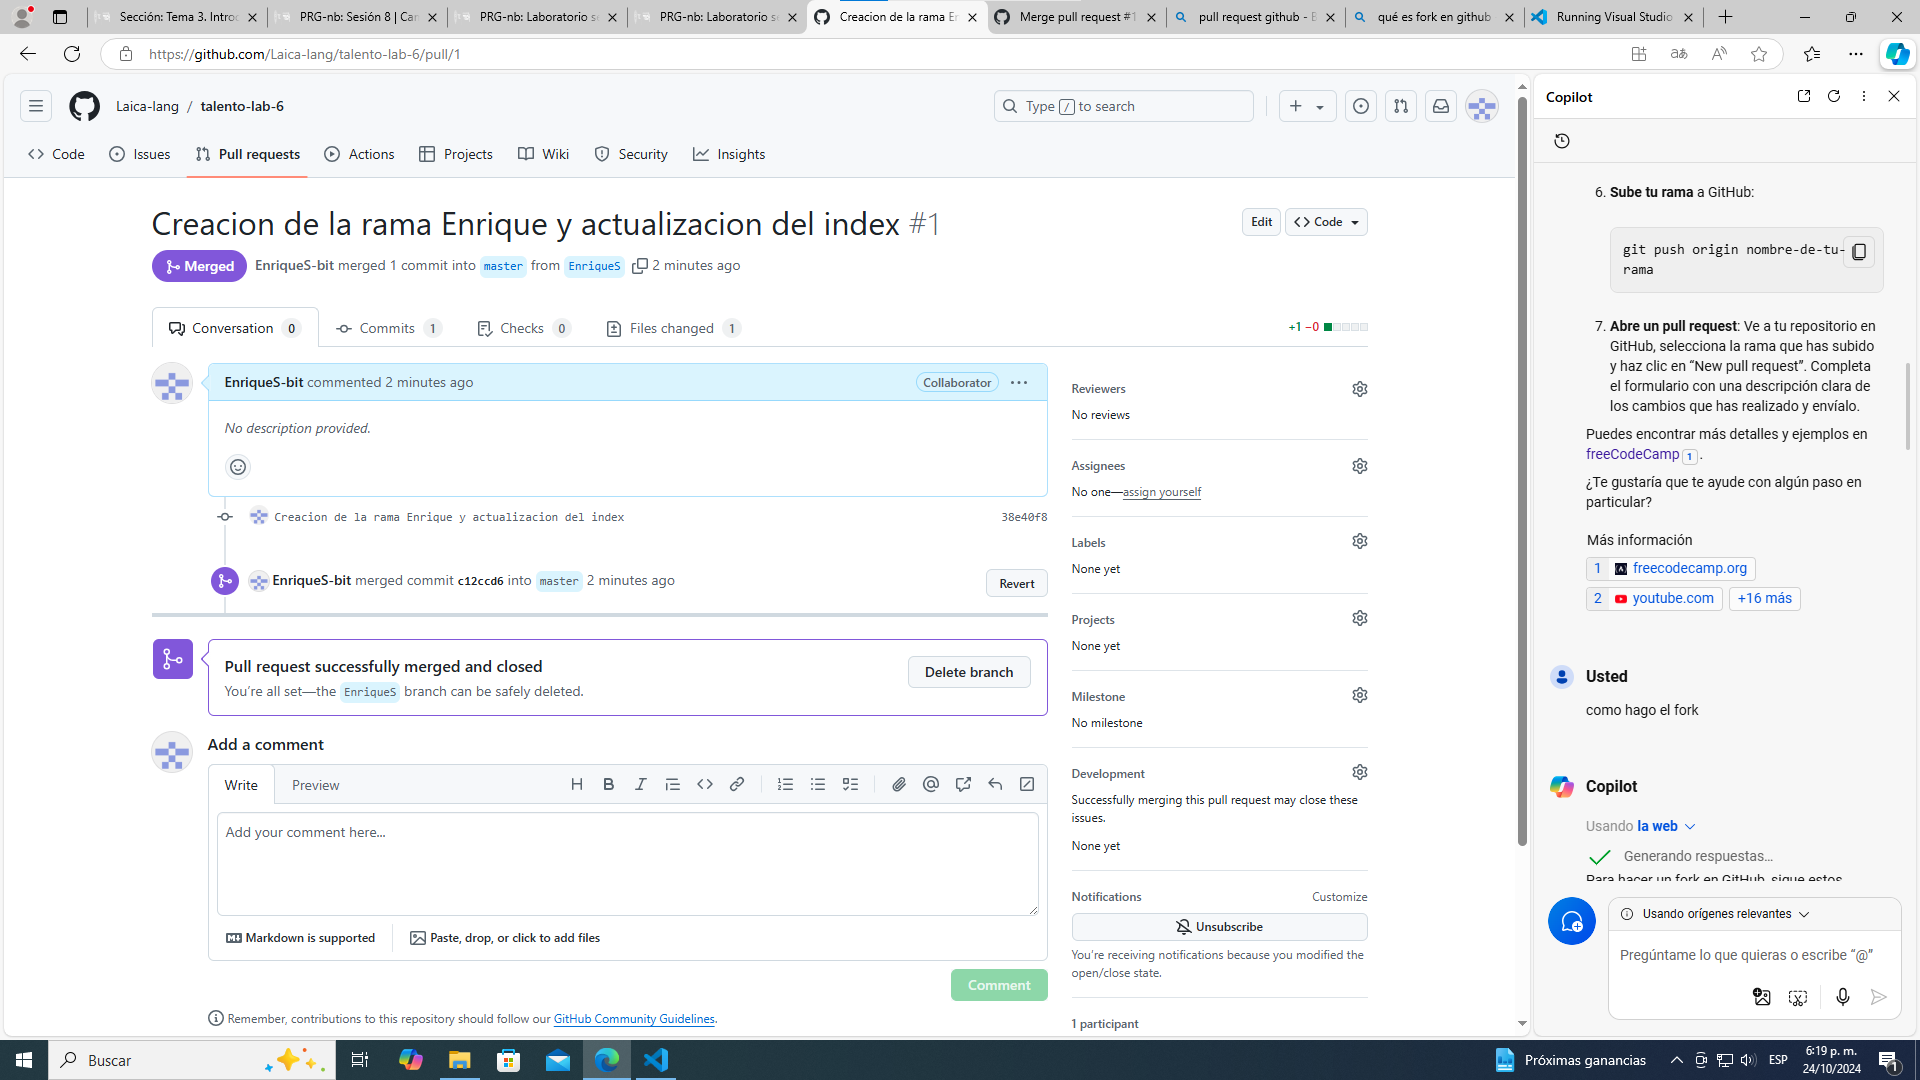 Sección: Tema 3. Introd
PRG-nb: Sesión 8 | Car
PRG-nb: Laboratorio se
PRG-nb: Laboratorio se
Creacion de la rama En
Merge pull request #1
pull request github - B
qué es fork en github
Running Visual Studio
https://github.com/Laica-lang/talento-lab-6/pull/1
Laica-lang / talento-lab-6
Type / to search
Code
Issues
Pull requests
Actions
Projects
Wiki
Security
Insights
Creacion de la rama Enrique y actualizacion del index #1
Edit
Code
Merged
EnriqueS-bit merged 1 commit into master from EnriqueS 2 minutes ago
Conversation 0
Commits 1
Checks 0
Files changed 1
+1 −0
EnriqueS-bit commented 2 minutes ago
Collaborator
No description provided.
Creacion de la rama Enrique y actualizacion del index
38e40f8
EnriqueS-bit merged commit c12ccd6 into master 2 minutes ago
Revert
Pull request successfully merged and closed
You're all set—the EnriqueS branch can be safely deleted.
Delete branch
Add a comment
Write
Preview
Add your comment here...
Markdown is supported
Paste, drop, or click to add files
Comment
Remember, contributions to this repository should follow our GitHub Community Guidelines.
Reviewers
No reviews
Assignees
No one—assign yourself
Labels
None yet
Projects
None yet
Milestone
No milestone
Development
Successfully merging this pull request may close these
issues.
None yet
Notifications
Customize
Unsubscribe
You're receiving notifications because you modified the
open/close state.
1 participant
Copilot
6. Sube tu rama a GitHub:
git push origin nombre-de-tu-
rama
7. Abre un pull request: Ve a tu repositorio en
GitHub, selecciona la rama que has subido
y haz clic en “New pull request”. Completa
el formulario con una descripción clara de
los cambios que has realizado y envíalo.
Puedes encontrar más detalles y ejemplos en
freeCodeCamp 1 .
¿Te gustaría que te ayude con algún paso en
particular?
Más información
1 freecodecamp.org
2 youtube.com
+16 más
Usted
como hago el fork
Copilot
Usando la web
Generando respuestas...
Para hacer un fork en GitHub, sigue estos
Usando orígenes relevantes
Pregúntame lo que quieras o escribe “@”
Buscar
Próximas ganancias
ESP
6:19 p. m.
24/10/2024
1